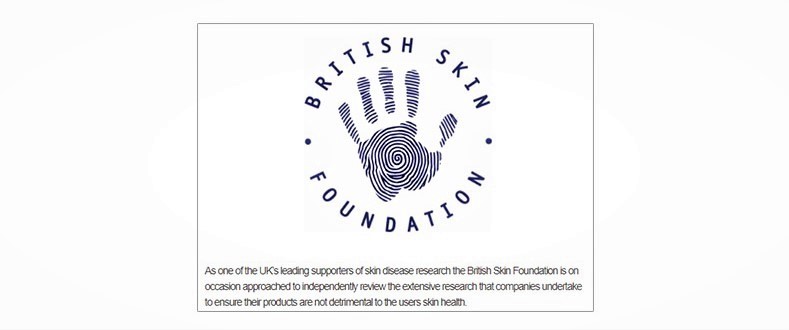 BRITISH SKIN
FOUNDATION
As one of the UK's leading supporters of skin disease research the British Skin Foundation is on
occasion approached to independently review the extensive research that companies undertake
to ensure their products are not detrimental to the users skin health.